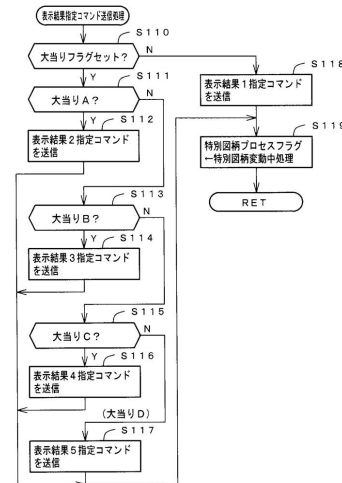 表示結果指定コマンド送信処理
S110
大当りフラグセット？
N
Y
S111
大当りA？
N
Y
S112
表示結果2指定コマンド
を送信
S113
大当りB？
N
Y
S114
表示結果3指定コマンド
を送信
S115
大当りC？
N
Y
S116
表示結果4指定コマンド
を送信
(大当りD)
S117
表示結果5指定コマンド
を送信
S118
表示結果1指定コマンド
を送信
S119
特別図柄プロセスフラグ
←特別図柄変動中処理
RET